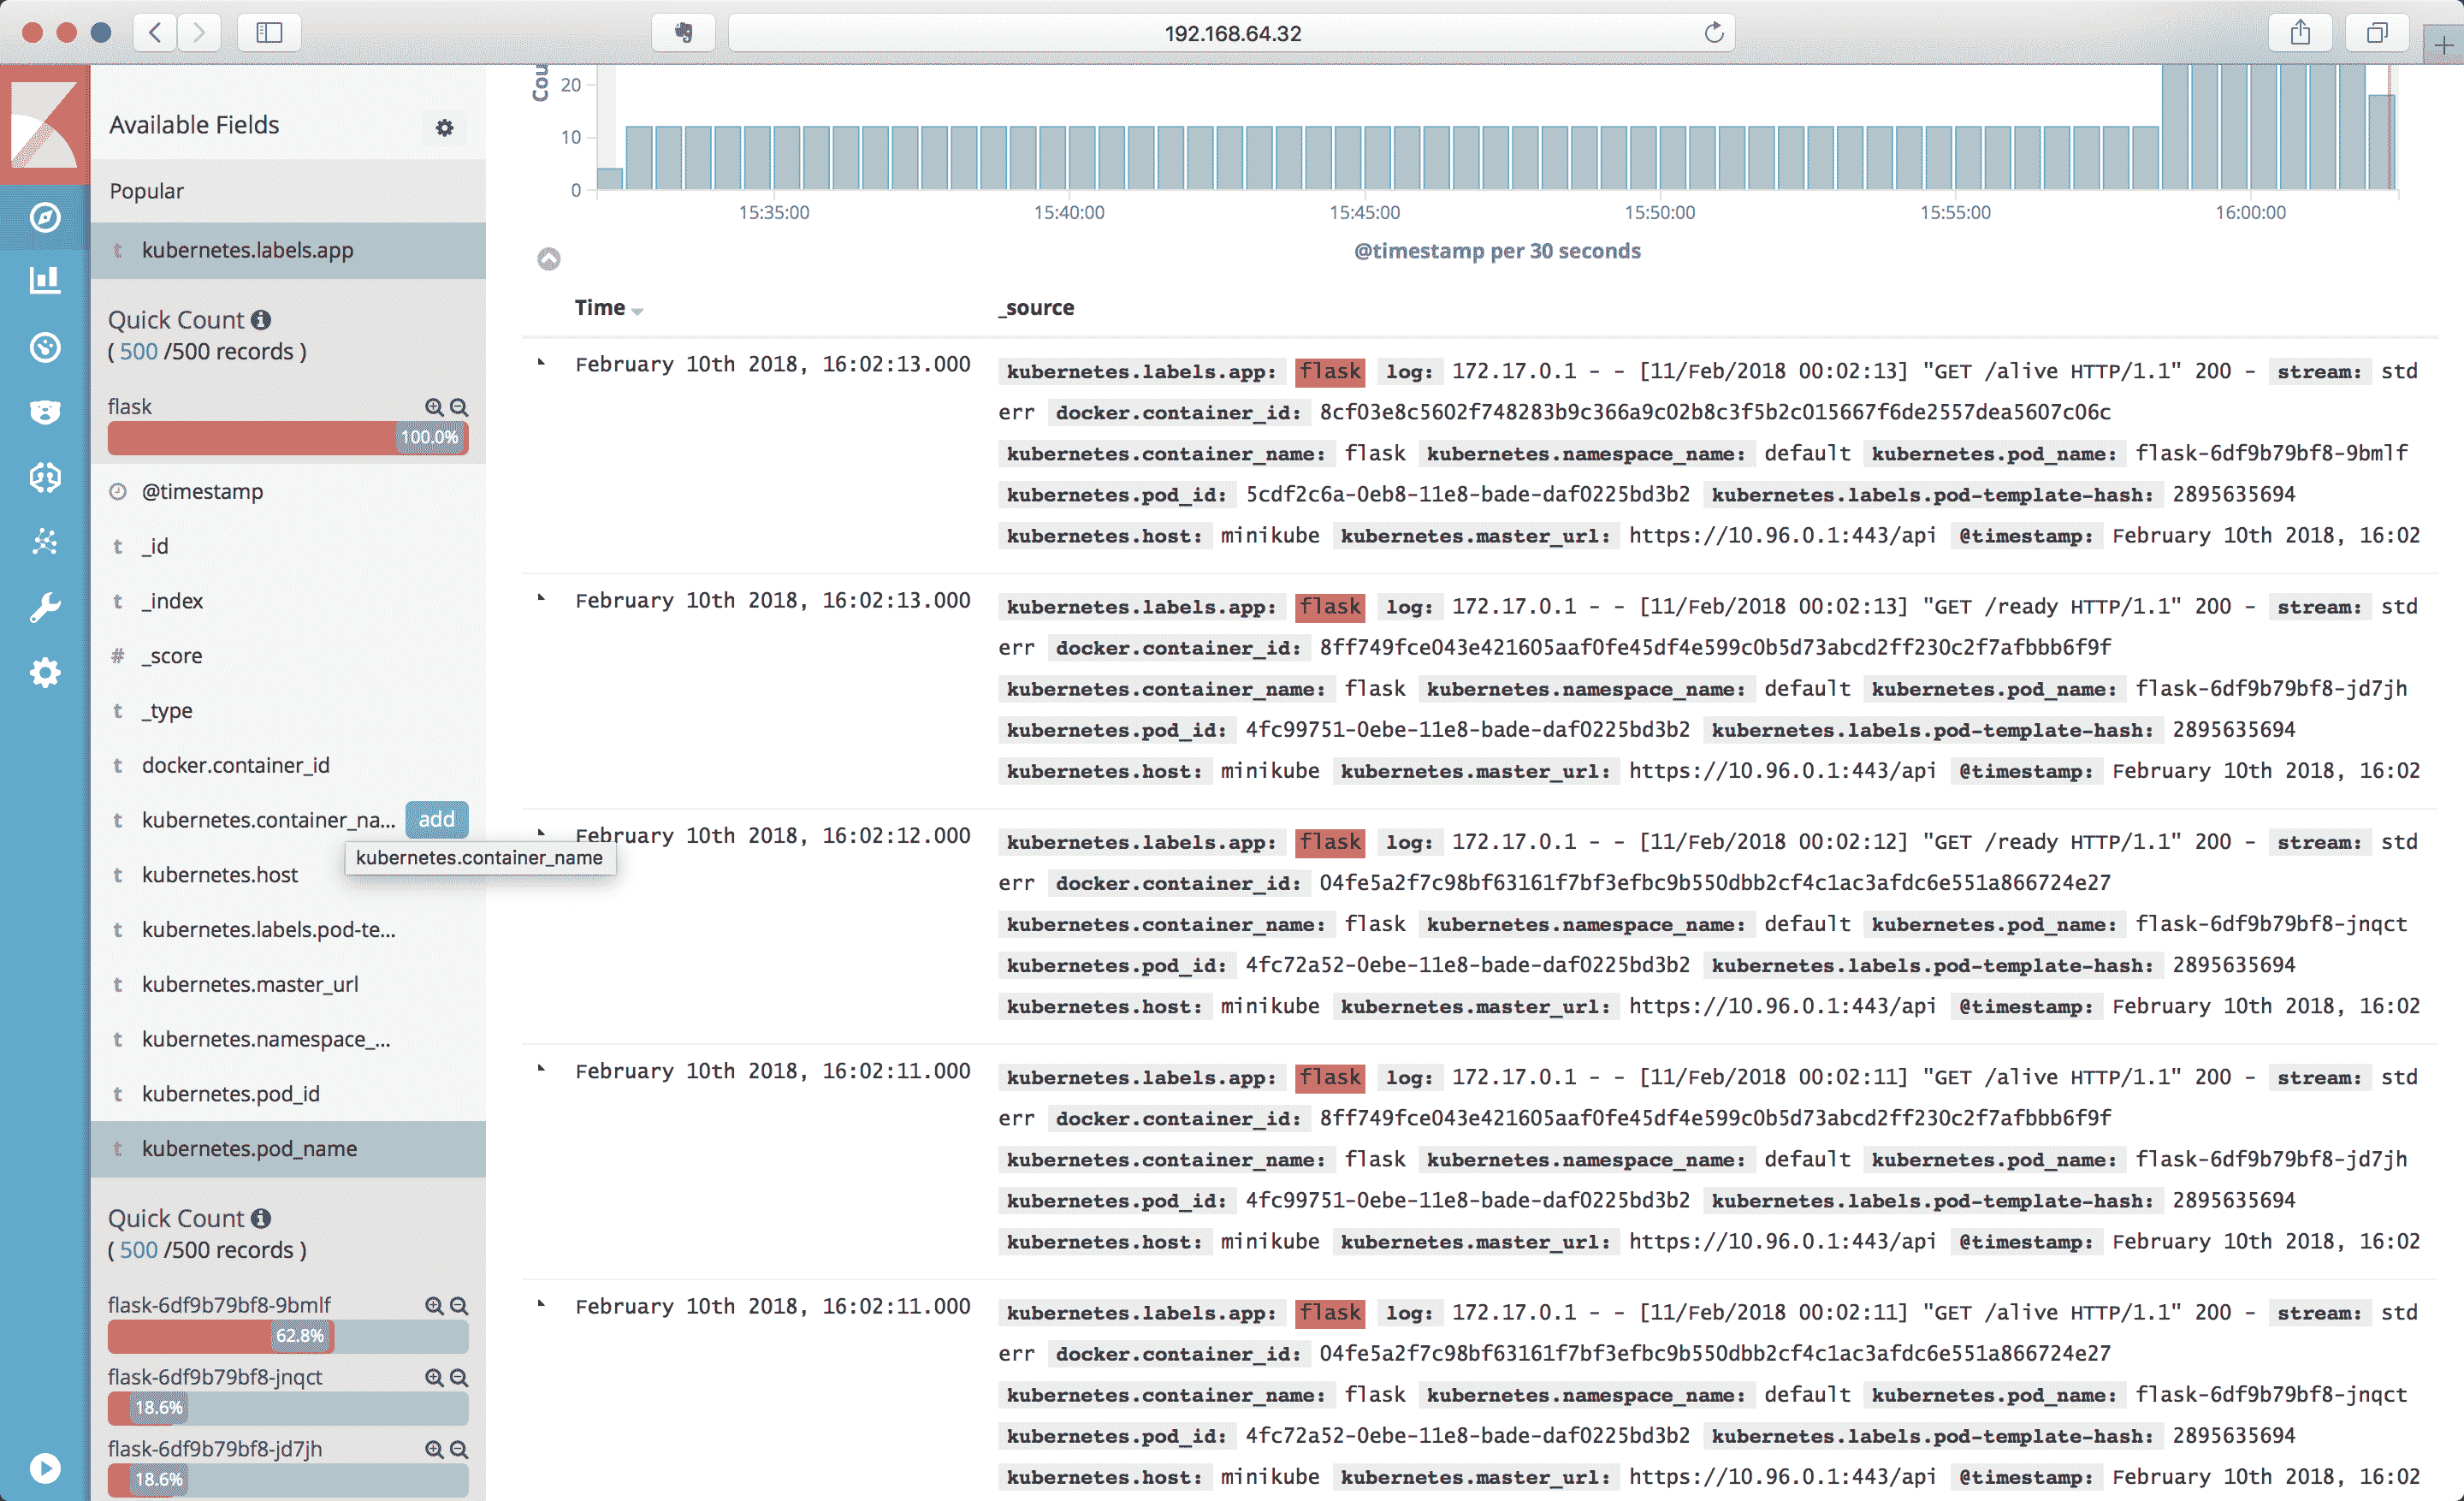 192.168.64.32
Available Fields
Popular
t kubernetes.labels.app
Quick Count
( 500 /500 records )
flask
100.0%
@timestamp
t _id
t _index
# _score
t _type
t docker.container_id
t kubernetes.container_na... add
kubernetes.container_name
t kubernetes.host
t kubernetes.labels.pod-te...
t kubernetes.master_url
t kubernetes.namespace_...
t kubernetes.pod_id
t kubernetes.pod_name
Quick Count
( 500 /500 records )
flask-6df9b79bf8-9bmlf
62.8%
flask-6df9b79bf8-jnqct
18.6%
flask-6df9b79bf8-jd7jh
18.6%
Cou
20
10
0
15:35:00 15:40:00 15:45:00 15:50:00 15:55:00 16:00:00
@timestamp per 30 seconds
Time _source
February 10th 2018, 16:02:13.000 kubernetes.labels.app: flask log: 172.17.0.1 - - [11/Feb/2018 00:02:13] "GET /alive HTTP/1.1" 200 - stream: std
err docker.container_id: 8cf03e8c5602f748283b9c366a9c02b8c3f5b2c015667f6de2557dea5607c06c
kubernetes.container_name: flask kubernetes.namespace_name: default kubernetes.pod_name: flask-6df9b79bf8-9bmlf
kubernetes.pod_id: 5cdf2c6a-0eb8-11e8-bade-daf0225bd3b2 kubernetes.labels.pod-template-hash: 2895635694
kubernetes.host: minikube kubernetes.master_url: https://10.96.0.1:443/api @timestamp: February 10th 2018, 16:02
February 10th 2018, 16:02:13.000 kubernetes.labels.app: flask log: 172.17.0.1 - - [11/Feb/2018 00:02:13] "GET /ready HTTP/1.1" 200 - stream: std
err docker.container_id: 8ff749fce043e421605aaf0fe45df4e599c0b5d73abcd2ff230c2f7afbbb6f9f
kubernetes.container_name: flask kubernetes.namespace_name: default kubernetes.pod_name: flask-6df9b79bf8-jd7jh
kubernetes.pod_id: 4fc99751-0ebe-11e8-bade-daf0225bd3b2 kubernetes.labels.pod-template-hash: 2895635694
kubernetes.host: minikube kubernetes.master_url: https://10.96.0.1:443/api @timestamp: February 10th 2018, 16:02
February 10th 2018, 16:02:12.000 kubernetes.labels.app: flask log: 172.17.0.1 - - [11/Feb/2018 00:02:12] "GET /ready HTTP/1.1" 200 - stream: std
err docker.container_id: 04fe5a2f7c98bf63161f7bf3efbc9b550dbb2cf4c1ac3afdc6e551a866724e27
kubernetes.container_name: flask kubernetes.namespace_name: default kubernetes.pod_name: flask-6df9b79bf8-jnqct
kubernetes.pod_id: 4fc72a52-0ebe-11e8-bade-daf0225bd3b2 kubernetes.labels.pod-template-hash: 2895635694
kubernetes.host: minikube kubernetes.master_url: https://10.96.0.1:443/api @timestamp: February 10th 2018, 16:02
February 10th 2018, 16:02:11.000 kubernetes.labels.app: flask log: 172.17.0.1 - - [11/Feb/2018 00:02:11] "GET /alive HTTP/1.1" 200 - stream: std
err docker.container_id: 8ff749fce043e421605aaf0fe45df4e599c0b5d73abcd2ff230c2f7afbbb6f9f
kubernetes.container_name: flask kubernetes.namespace_name: default kubernetes.pod_name: flask-6df9b79bf8-jd7jh
kubernetes.pod_id: 4fc99751-0ebe-11e8-bade-daf0225bd3b2 kubernetes.labels.pod-template-hash: 2895635694
kubernetes.host: minikube kubernetes.master_url: https://10.96.0.1:443/api @timestamp: February 10th 2018, 16:02
February 10th 2018, 16:02:11.000 kubernetes.labels.app: flask log: 172.17.0.1 - - [11/Feb/2018 00:02:11] "GET /alive HTTP/1.1" 200 - stream: std
err docker.container_id: 04fe5a2f7c98bf63161f7bf3efbc9b550dbb2cf4c1ac3afdc6e551a866724e27
kubernetes.container_name: flask kubernetes.namespace_name: default kubernetes.pod_name: flask-6df9b79bf8-jnqct
kubernetes.pod_id: 4fc72a52-0ebe-11e8-bade-daf0225bd3b2 kubernetes.labels.pod-template-hash: 2895635694
kubernetes.host: minikube kubernetes.master_url: https://10.96.0.1:443/api @timestamp: February 10th 2018, 16:02